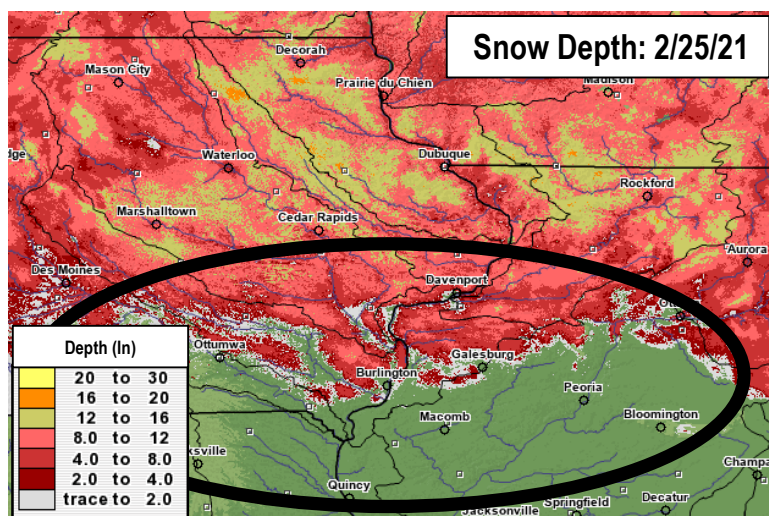 Snow Depth: 2/25/21
Decorah
Mason City
Prairie du Chien
Madison
dge
Waterloo
Dubuque
Rockford
Marshalltown
Cedar Rapids
Aurora
Des Moines
Davenport
Depth (In)
20 to 30
16 to 20
12 to 16
8.0 to 12
4.0 to 8.0
2.0 to 4.0
trace to 2.0
Ottumwa
Galesburg
Burlington
Peoria
Macomb
Bloomington
ksville
Champa
Quincy
Jacksonville
Springfield
Decatur